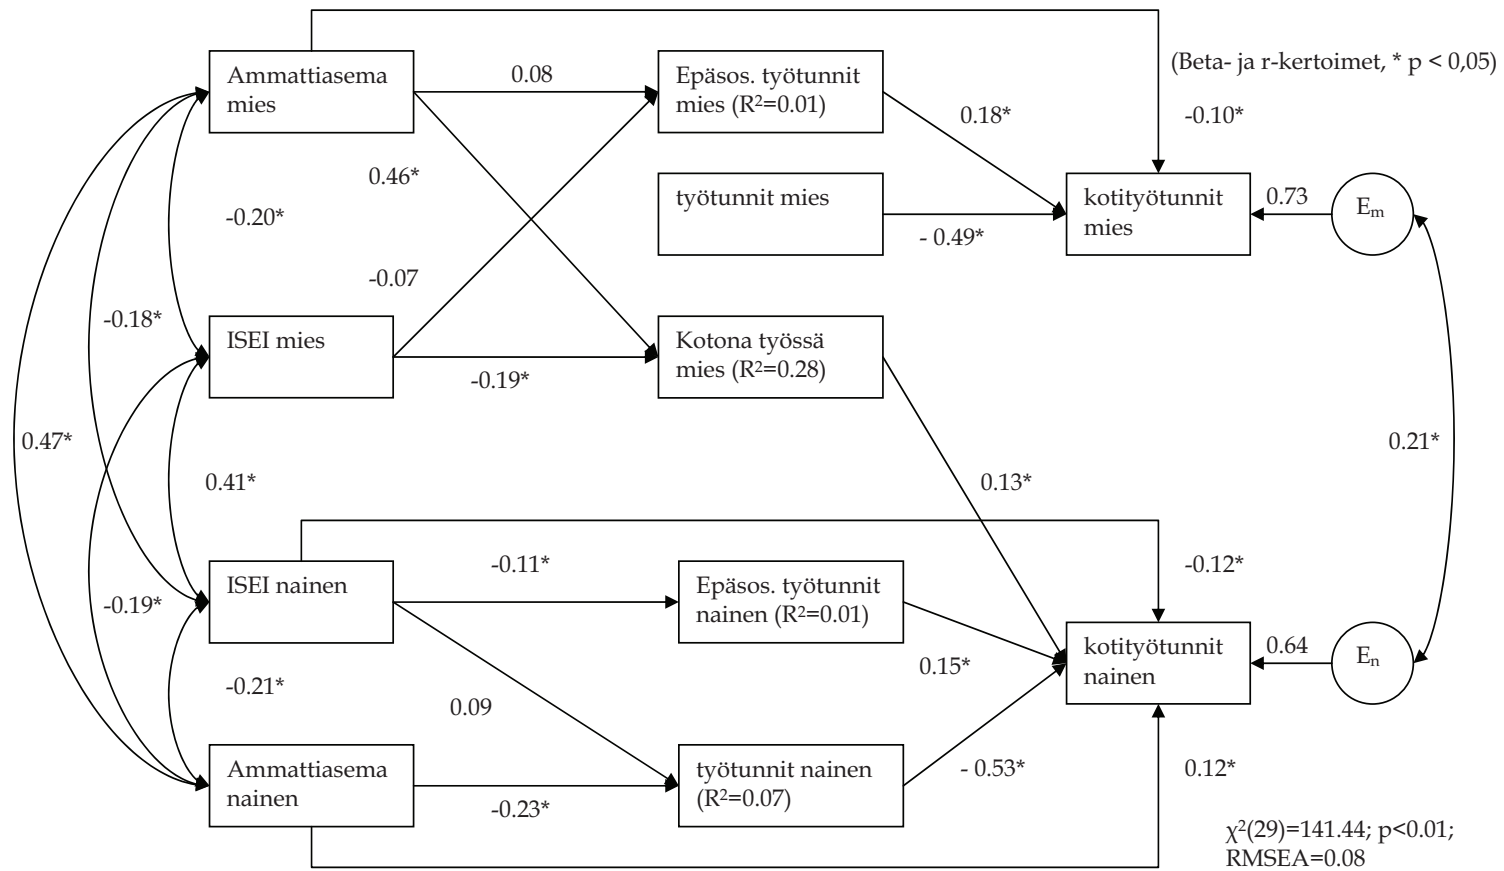 Ammattiasema
mies
0.08
Epäsos. työtunnit
mies (R²=0.01)
(Beta- ja r-kertoimet, * p < 0,05)
0.18*
-0.10*
0.46*
työtunnit mies
kotityötunnit
mies
0.73
Eₘ
-0.20*
- 0.49*
-0.07
-0.18*
ISEI mies
Kotona työssä
mies (R²=0.28)
-0.19*
0.47*
0.21*
0.41*
0.13*
-0.11*
-0.12*
ISEI nainen
Epäsos. työtunnit
nainen (R²=0.01)
-0.19*
kotityötunnit
nainen
0.64
Eₙ
0.15*
-0.21*
0.09
Ammattiasema
nainen
työtunnit nainen
(R²=0.07)
- 0.53*
0.12*
-0.23*
χ²(29)=141.44; p<0.01;
RMSEA=0.08